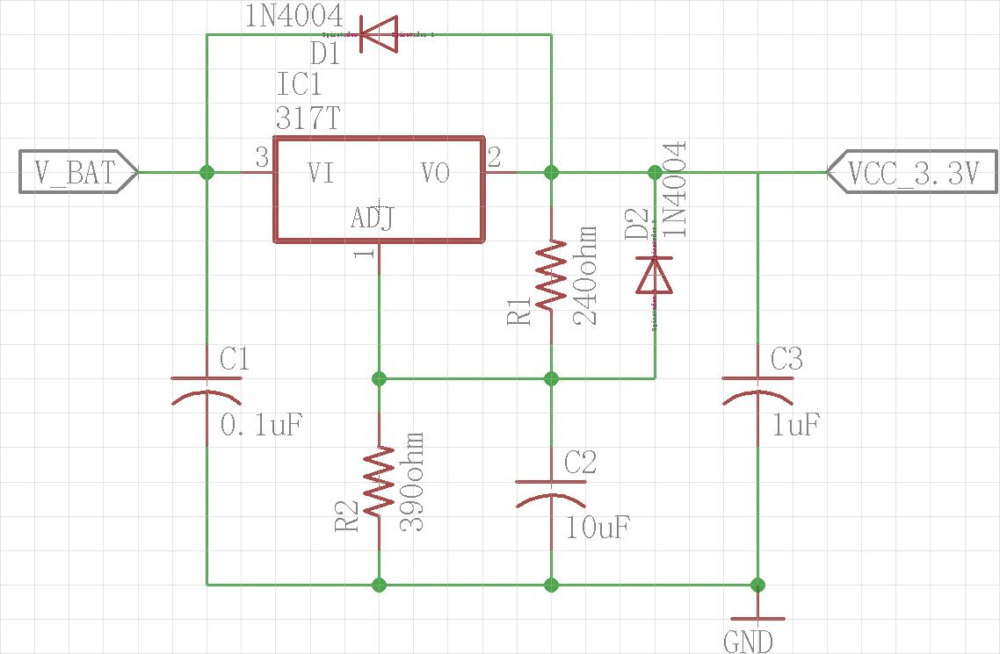 1N4004
D1
IC1
317T
V_BAT
3
VI
VO
2
ADJ
1
VCC_3.3V
D2
1N4004
R1
240ohm
C1
0.1uF
C3
1uF
R2
390ohm
C2
10uF
GND